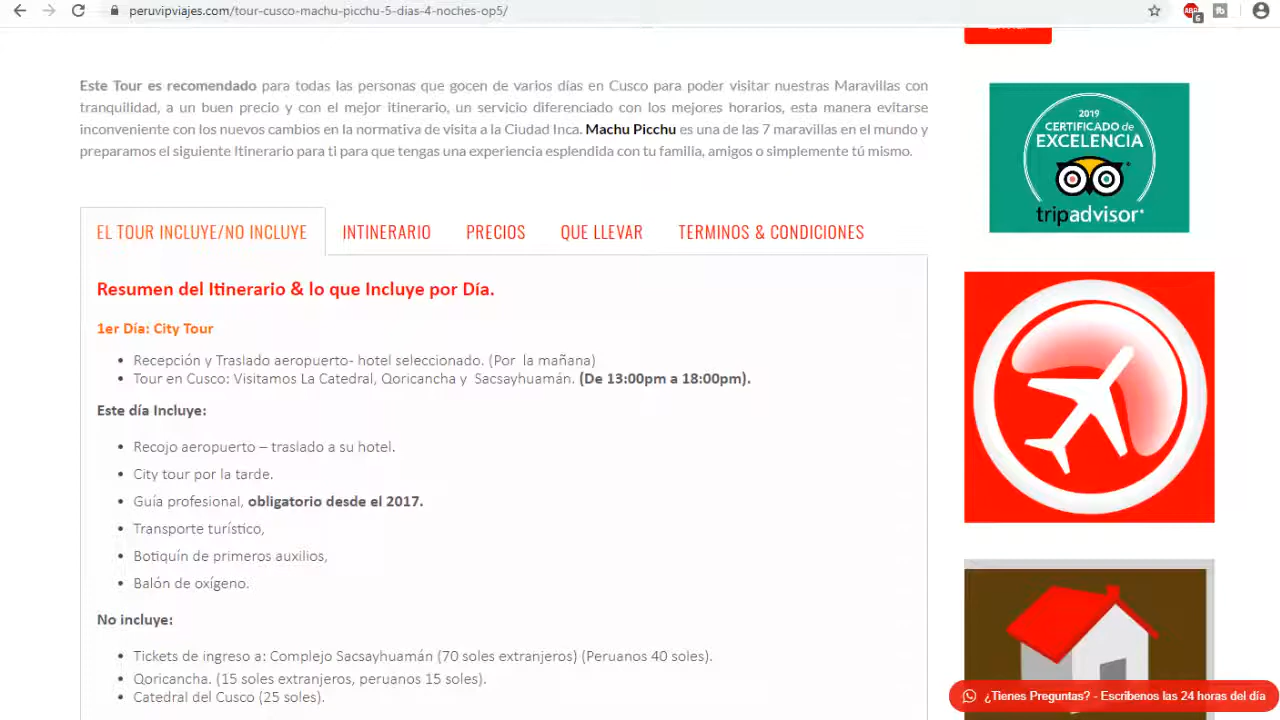 peruvipviajes.com/tour-cusco-machu-picchu-5-dias-4-noches-op5/
ABP
6
Este Tour es recomendado para todas las personas que gocen de varios días en Cusco para poder visitar nuestras Maravillas con
tranquilidad, a un buen precio y con el mejor itinerario, un servicio diferenciado con los mejores horarios, esta manera evitarse
inconveniente con los nuevos cambios en la normativa de visita a la Ciudad Inca. Machu Picchu es una de las 7 maravillas en el mundo y
preparamos el siguiente Itinerario para ti para que tengas una experiencia esplendida con tu familia, amigos o simplemente tú mismo.
2019
CERTIFICADO de
EXCELENCIA
tripadvisor®
EL TOUR INCLUYE/NO INCLUYE
INTINERARIO
PRECIOS
QUE LLEVAR
TERMINOS & CONDICIONES
Resumen del Itinerario & lo que Incluye por Día.
1er Día: City Tour
• Recepción y Traslado aeropuerto- hotel seleccionado. (Por la mañana)
• Tour en Cusco: Visitamos La Catedral, Qoricancha y Sacsayhuamán. (De 13:00pm a 18:00pm).
Este día Incluye:
• Recojo aeropuerto – traslado a su hotel.
• City tour por la tarde.
• Guía profesional, obligatorio desde el 2017.
• Transporte turístico,
• Botiquín de primeros auxilios,
• Balón de oxígeno.
No incluye:
• Tickets de ingreso a: Complejo Sacsayhuamán (70 soles extranjeros) (Peruanos 40 soles).
• Qoricancha. (15 soles extranjeros, peruanos 15 soles).
• Catedral del Cusco (25 soles).
¿Tienes Preguntas? - Escribenos las 24 horas del día